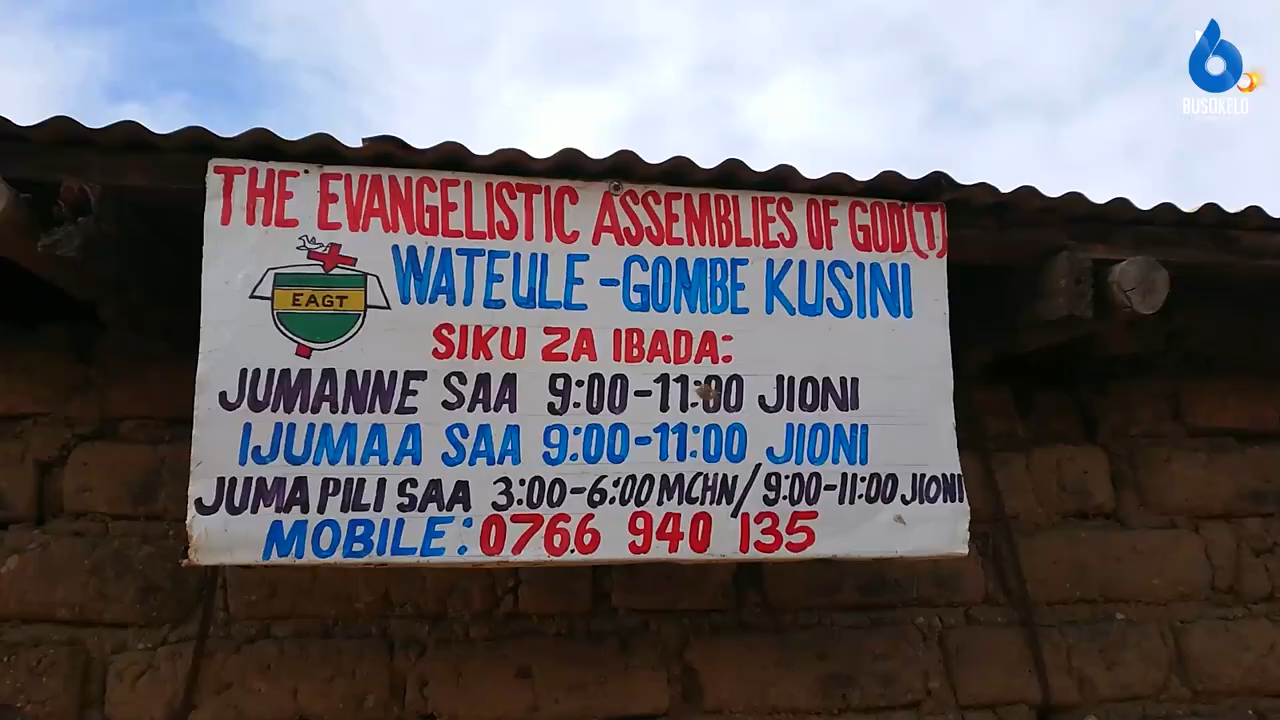 BUSOKELO
THE EVANGELISTIC ASSEMBLIES OF GOD(T)
EAGT
WATEULE-GOMBE KUSINI
SIKU ZA IBADA:
JUMANNE SAA 9:00-11:00 JIONI
IJUMAA SAA 9:00-11:00 JIONI
JUMAPILI SAA 3:00-6:00 MCHN/9:00-11:00 JIONI
MOBILE: 0766 940 135